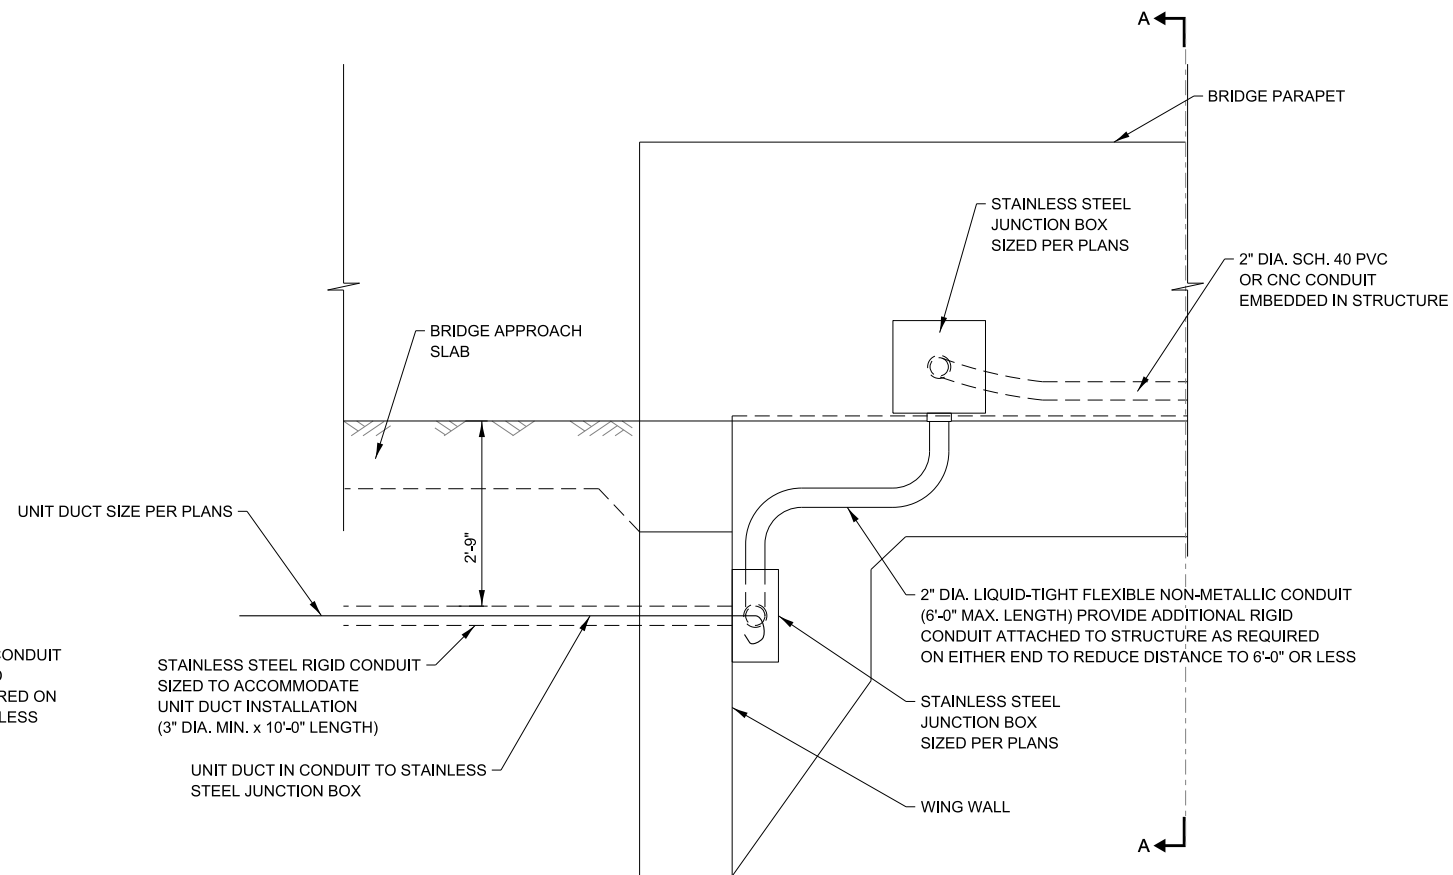 A
BRIDGE PARAPET
STAINLESS STEEL
JUNCTION BOX
SIZED PER PLANS
2" DIA. SCH. 40 PVC
OR CNC CONDUIT
EMBEDDED IN STRUCTURE
BRIDGE APPROACH
SLAB
UNIT DUCT SIZE PER PLANS
2'-9"
2" DIA. LIQUID-TIGHT FLEXIBLE NON-METALLIC CONDUIT
(6'-0" MAX. LENGTH) PROVIDE ADDITIONAL RIGID
CONDUIT ATTACHED TO STRUCTURE AS REQUIRED
ON EITHER END TO REDUCE DISTANCE TO 6'-0" OR LESS
CONDUIT
RED ON
LESS
STAINLESS STEEL RIGID CONDUIT
SIZED TO ACCOMMODATE
UNIT DUCT INSTALLATION
(3" DIA. MIN. x 10'-0" LENGTH)
STAINLESS STEEL
JUNCTION BOX
SIZED PER PLANS
UNIT DUCT IN CONDUIT TO STAINLESS
STEEL JUNCTION BOX
WING WALL
A